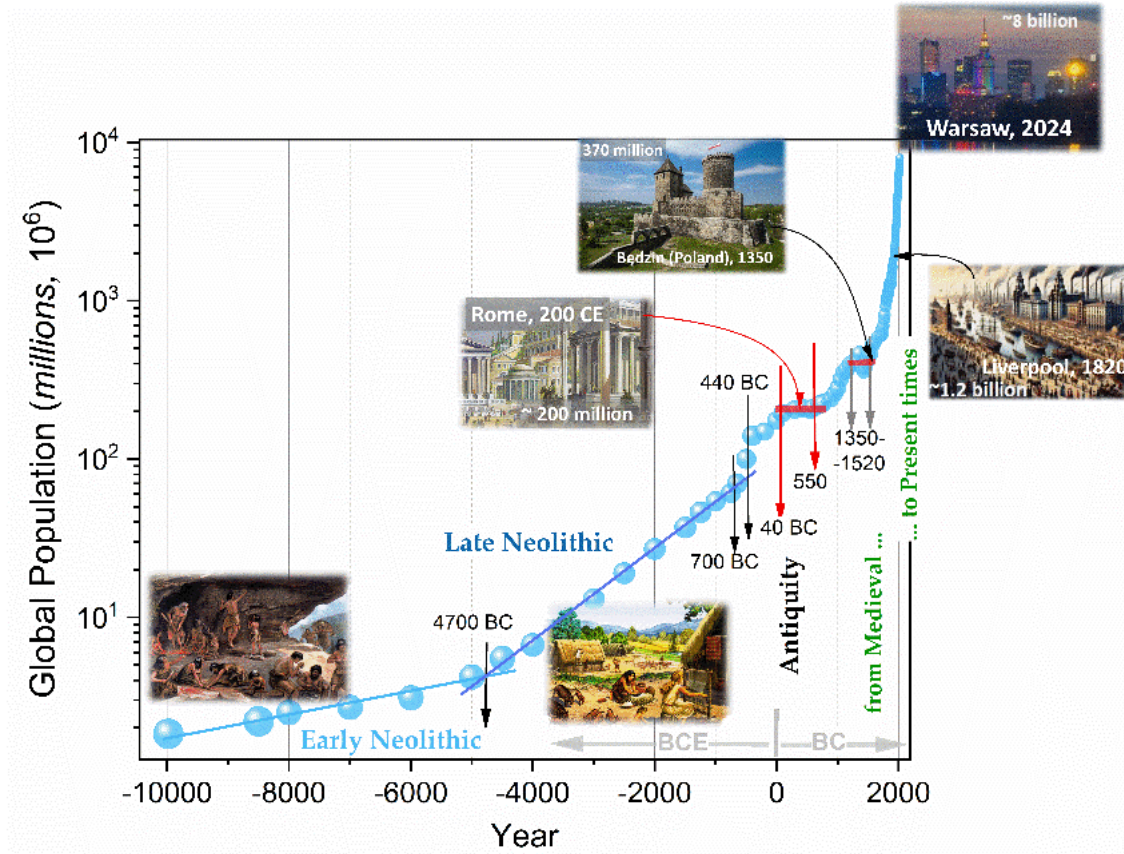 ~8 billion
Warsaw, 2024
10⁴
370 million
Będzin (Poland), 1350
10³
Rome, 200 CE
~ 200 million
Liverpool, 1820
~1.2 billion
440 BC
1350-
-1520
10²
550
40 BC
700 BC
Late Neolithic
4700 BC
10¹
Early Neolithic
Antiquity
from Medieval ...
... to Present times
BCE
BC
Global Population (millions, 10⁶)
-10000
-8000
-6000
-4000
-2000
0
2000
Year